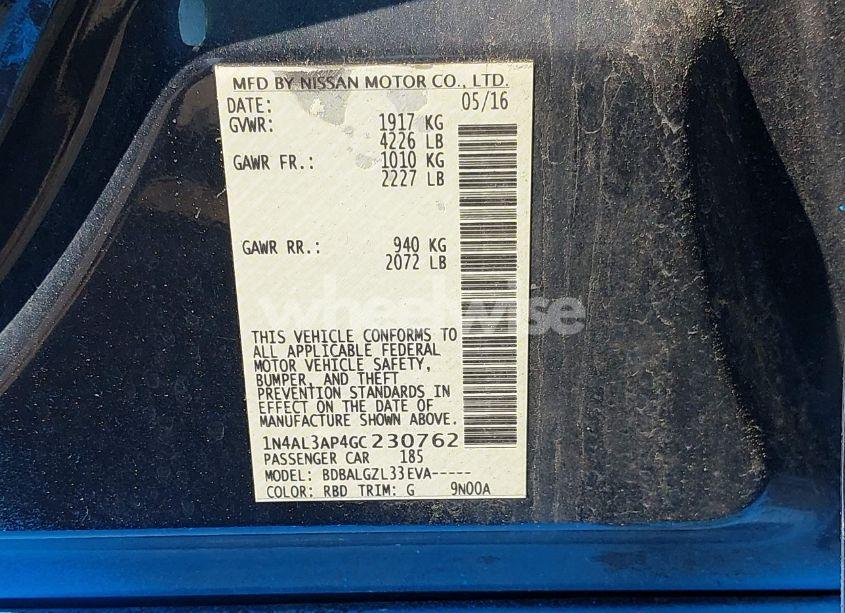 MFD BY NISSAN MOTOR CO., LTD.
DATE: 05/16
GVWR: 1917 KG
4226 LB
GAWR FR.: 1010 KG
2227 LB
GAWR RR.: 940 KG
2072 LB
wheelwise
THIS VEHICLE CONFORMS TO
ALL APPLICABLE FEDERAL
MOTOR VEHICLE SAFETY,
BUMPER, AND THEFT
PREVENTION STANDARDS IN
EFFECT ON THE DATE OF
MANUFACTURE SHOWN ABOVE.
1N4AL3AP4GC230762
PASSENGER CAR 185
MODEL: BDBALGZL33EVA-----
COLOR: RBD TRIM: G 9N00A